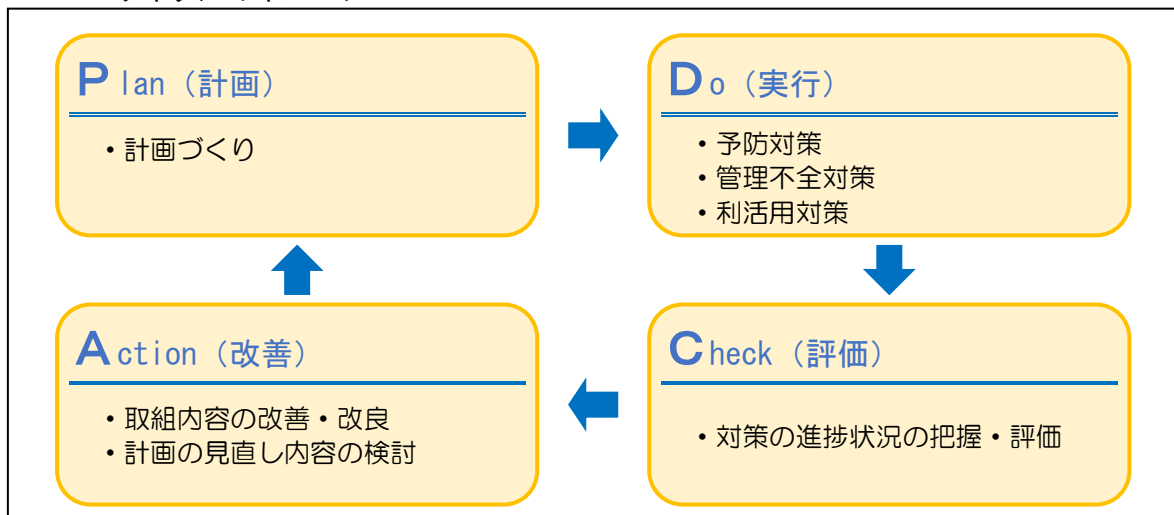 Plan（計画）
・計画づくり
Do（実行）
・予防対策
・管理不全対策
・利活用対策
Action（改善）
・取組内容の改善・改良
・計画の見直し内容の検討
Check（評価）
・対策の進捗状況の把握・評価